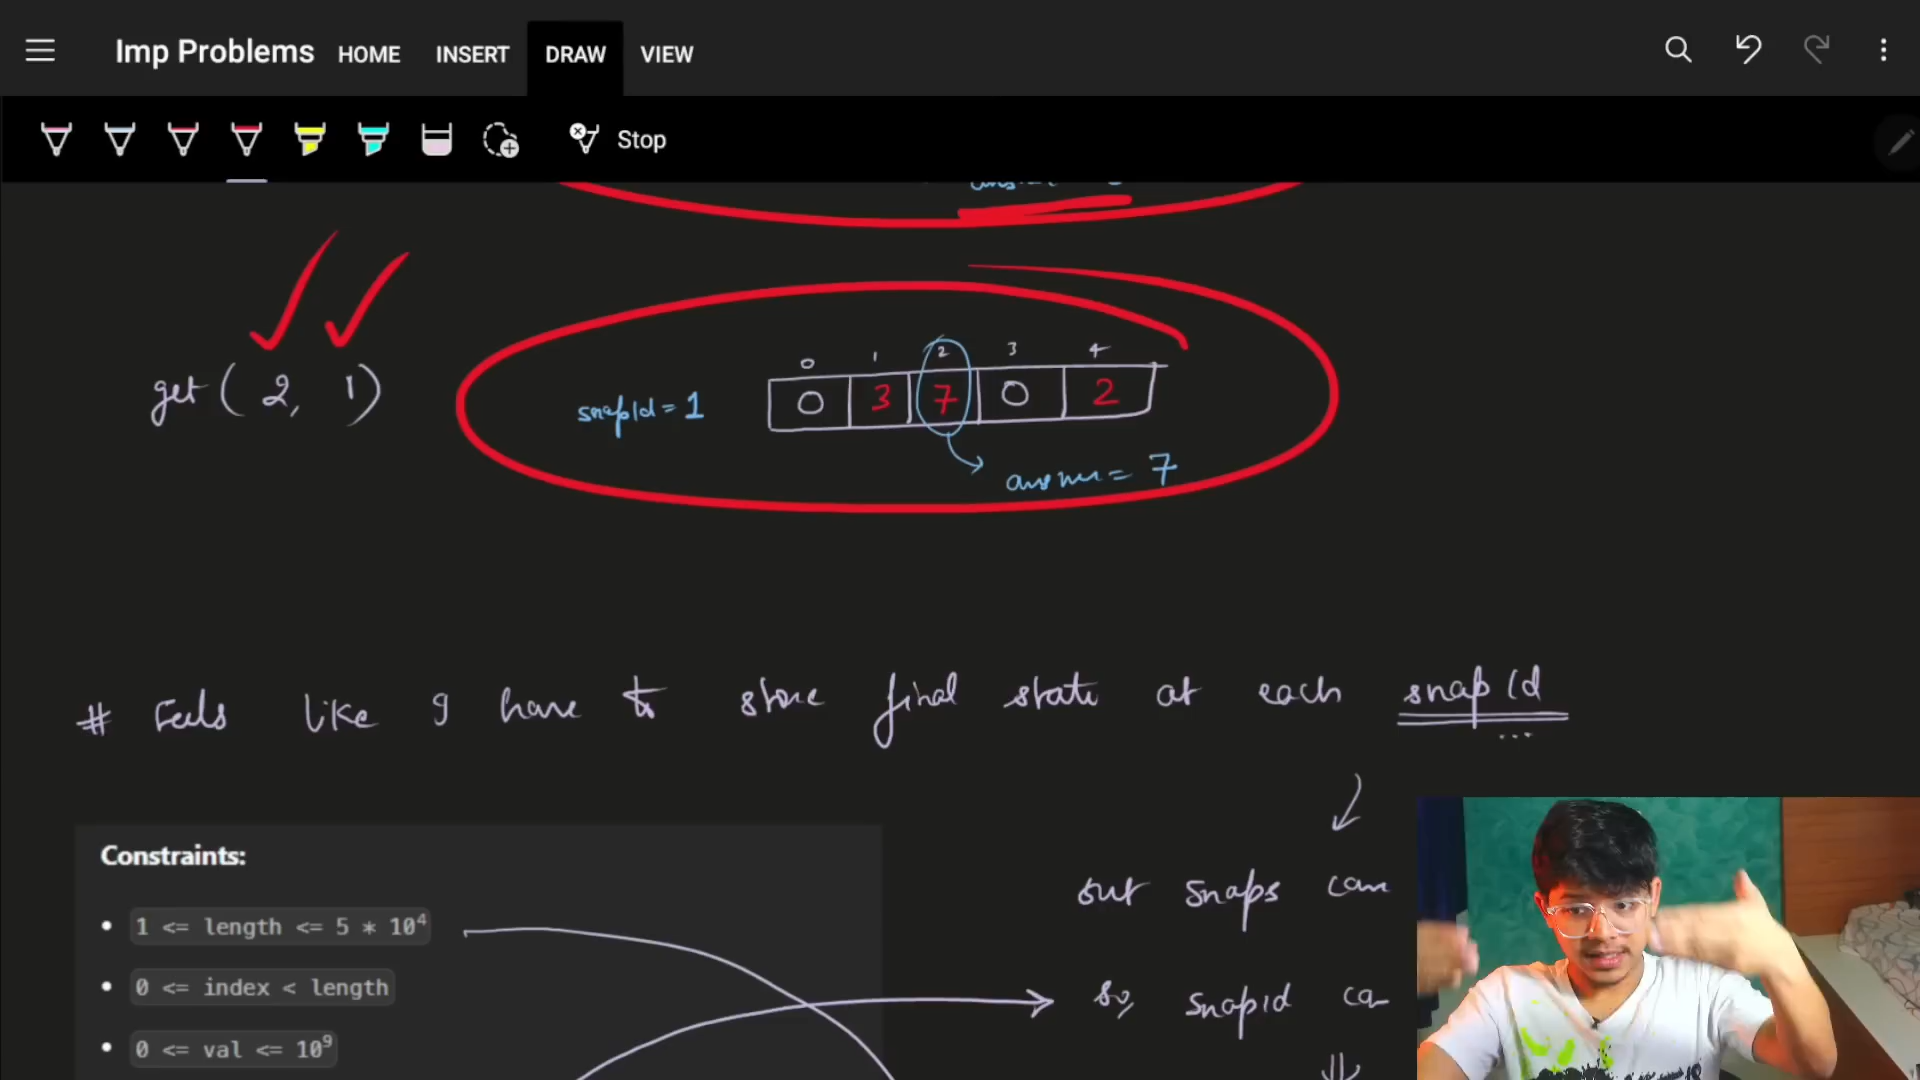 Imp Problems HOME INSERT DRAW VIEW
Stop
get ( 2, 1)
0 1 2 3 4
snapId = 1
0 3 7 0 2
answer = 7
# Feels like I have to store final state at each snapId
...
Constraints:
1 <= length <= 5 * 10⁴
0 <= index < length
0 <= val <= 10⁹
our snaps can
so, snapid ca